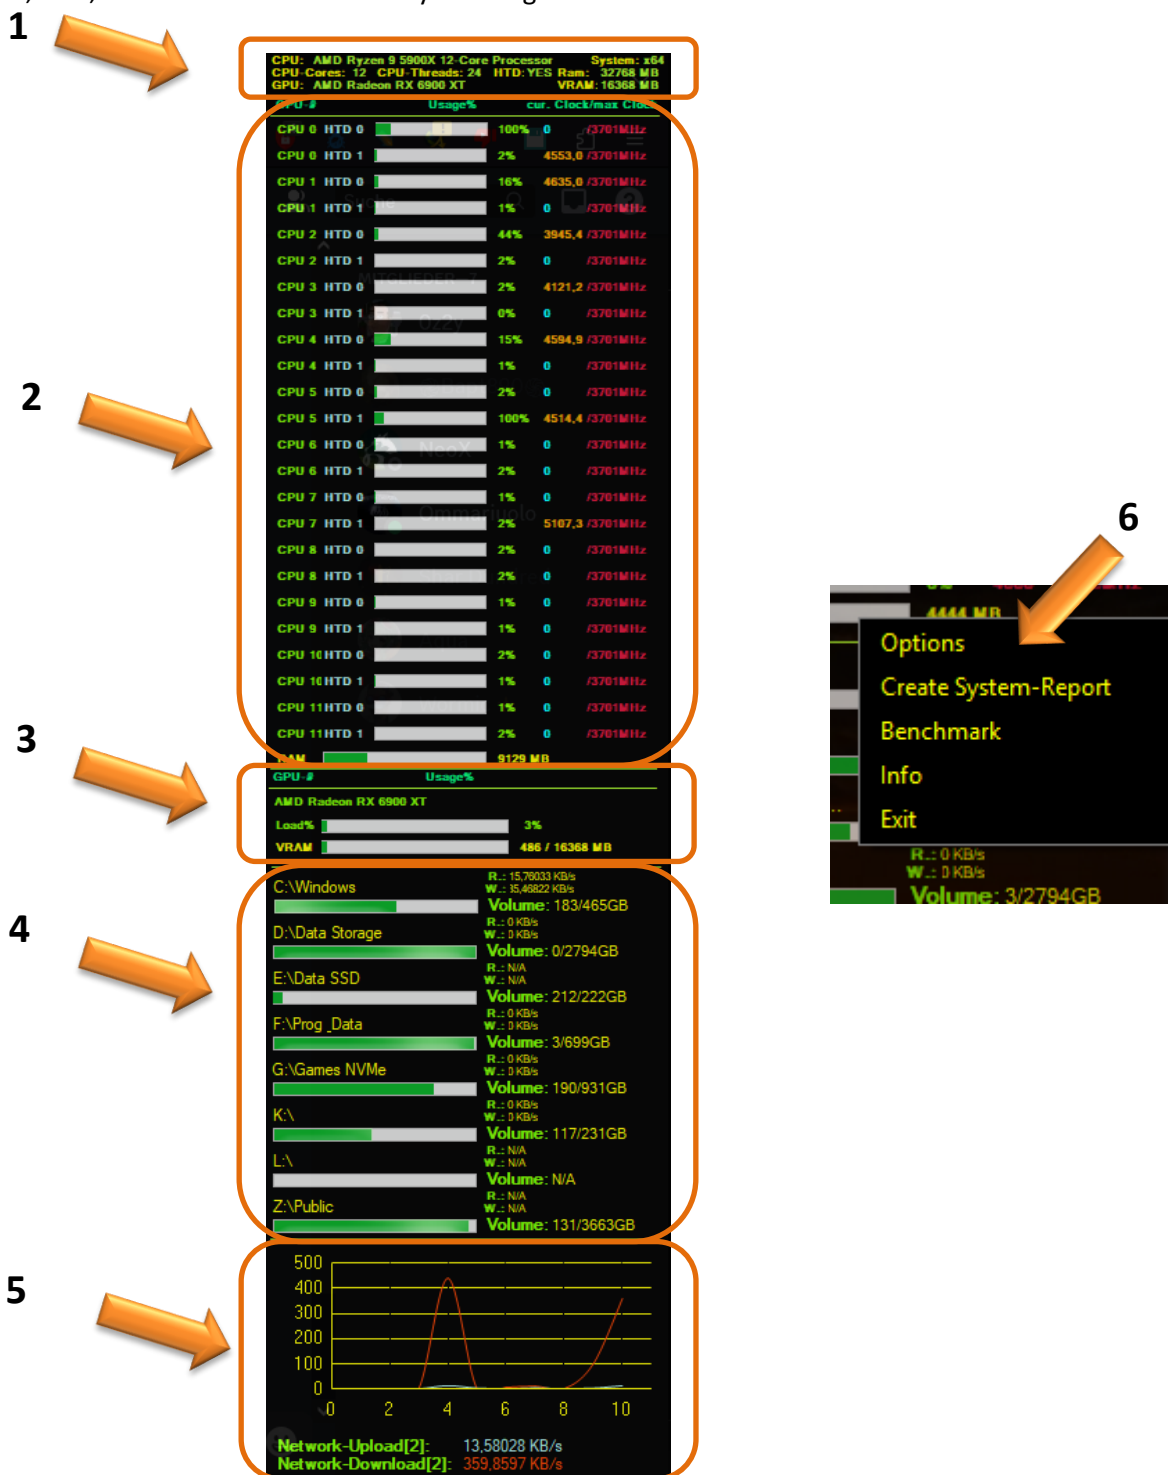 1
CPU: AMD Ryzen 9 5900X 12-Core Processor System: x64
CPU-Cores: 12 CPU-Threads: 24 HTD: YES Ram: 32768 MB
GPU: AMD Radeon RX 6900 XT VRAM: 16368 MB
CPU-# Usage% cur. Clock/max Clock
CPU 0 HTD 0 100% 0 /3701MHz
CPU 0 HTD 1 2% 4553,0 /3701MHz
CPU 1 HTD 0 16% 4635,0 /3701MHz
Suche
CPU 1 HTD 1 1% 0 /3701MHz
CPU 2 HTD 0 44% 3945,4 /3701MHz
CPU 2 HTD 1 2% 0 /3701MHz
MITGLIEDER - 7
CPU 3 HTD 0 2% 4121,2 /3701MHz
CPU 3 HTD 1 0% 0 /3701MHz
Oz2y
CPU 4 HTD 0 15% 4594,9 /3701MHz
CPU 4 HTD 1 1% 0 /3701MHz
2
CPU 5 HTD 0 2% 0 /3701MHz
CPU 5 HTD 1 100% 4514,4 /3701MHz
CPU 6 HTD 0 1% 0 /3701MHz
NeoX
CPU 6 HTD 1 2% 0 /3701MHz
CPU 7 HTD 0 1% 0 /3701MHz
Ommariuolo
CPU 7 HTD 1 2% 5107,3 /3701MHz
CPU 8 HTD 0 2% 0 /3701MHz
CPU 8 HTD 1 2% 0 /3701MHz
CPU 9 HTD 0 1% 0 /3701MHz
CPU 9 HTD 1 1% 0 /3701MHz
CPU 10 HTD 0 2% 0 /3701MHz
CPU 10 HTD 1 1% 0 /3701MHz
CPU 11 HTD 0 1% 0 /3701MHz
CPU 11 HTD 1 2% 0 /3701MHz
3
RAM 9129 MB
GPU-# Usage%
AMD Radeon RX 6900 XT
Load% 3%
VRAM 486 / 16368 MB
4
C:\Windows
R.: 15,76033 KB/s
W.: 35,46822 KB/s
Volume: 183/465GB
D:\Data Storage
R.: 0 KB/s
W.: 0 KB/s
Volume: 0/2794GB
E:\Data SSD
R.: N/A
W.: N/A
Volume: 212/222GB
F:\Prog_Data
R.: 0 KB/s
W.: 0 KB/s
Volume: 3/699GB
G:\Games NVMe
R.: 0 KB/s
W.: 0 KB/s
Volume: 190/931GB
K:\
R.: 0 KB/s
W.: 0 KB/s
Volume: 117/231GB
L:\
R.: N/A
W.: N/A
Volume: N/A
Z:\Public
R.: N/A
W.: N/A
Volume: 131/3663GB
5
500
400
300
200
100
0
0 2 4 6 8 10
Network-Upload[2]: 13,58028 KB/s
Network-Download[2]: 359,8597 KB/s
6
4444 MB
Options
Create System-Report
Benchmark
Info
Exit
R.: 0 KB/s
W.: 0 KB/s
Volume: 3/2794GB